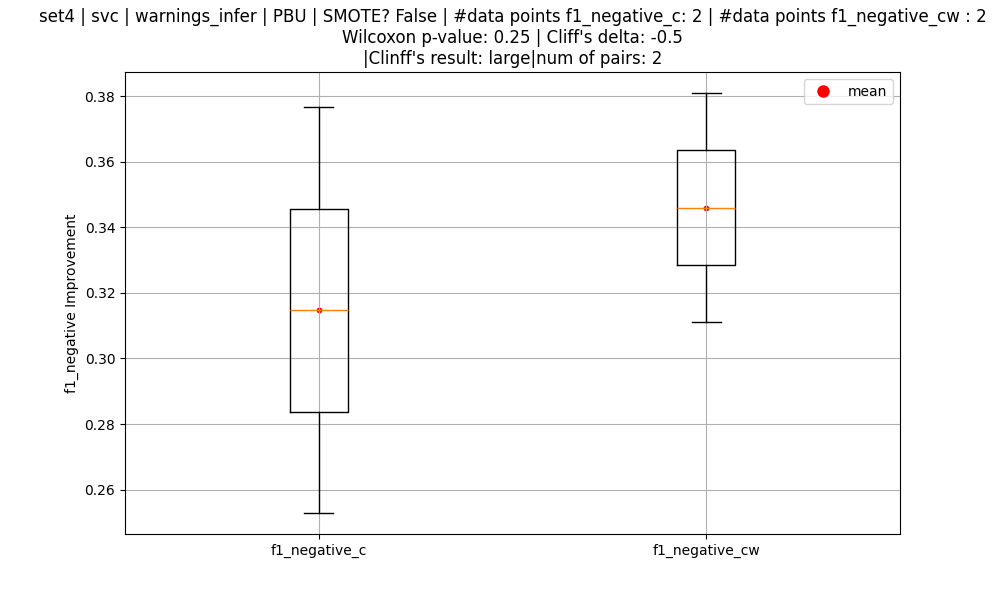 set4 | svc | warnings_infer | PBU | SMOTE? False | #data points f1_negative_c: 2 | #data points f1_negative_cw : 2
Wilcoxon p-value: 0.25 | Cliff's delta: -0.5
|Clinff's result: large|num of pairs: 2
mean
0.38
0.36
0.34
0.32
0.30
0.28
0.26
f1_negative Improvement
f1_negative_c
f1_negative_cw